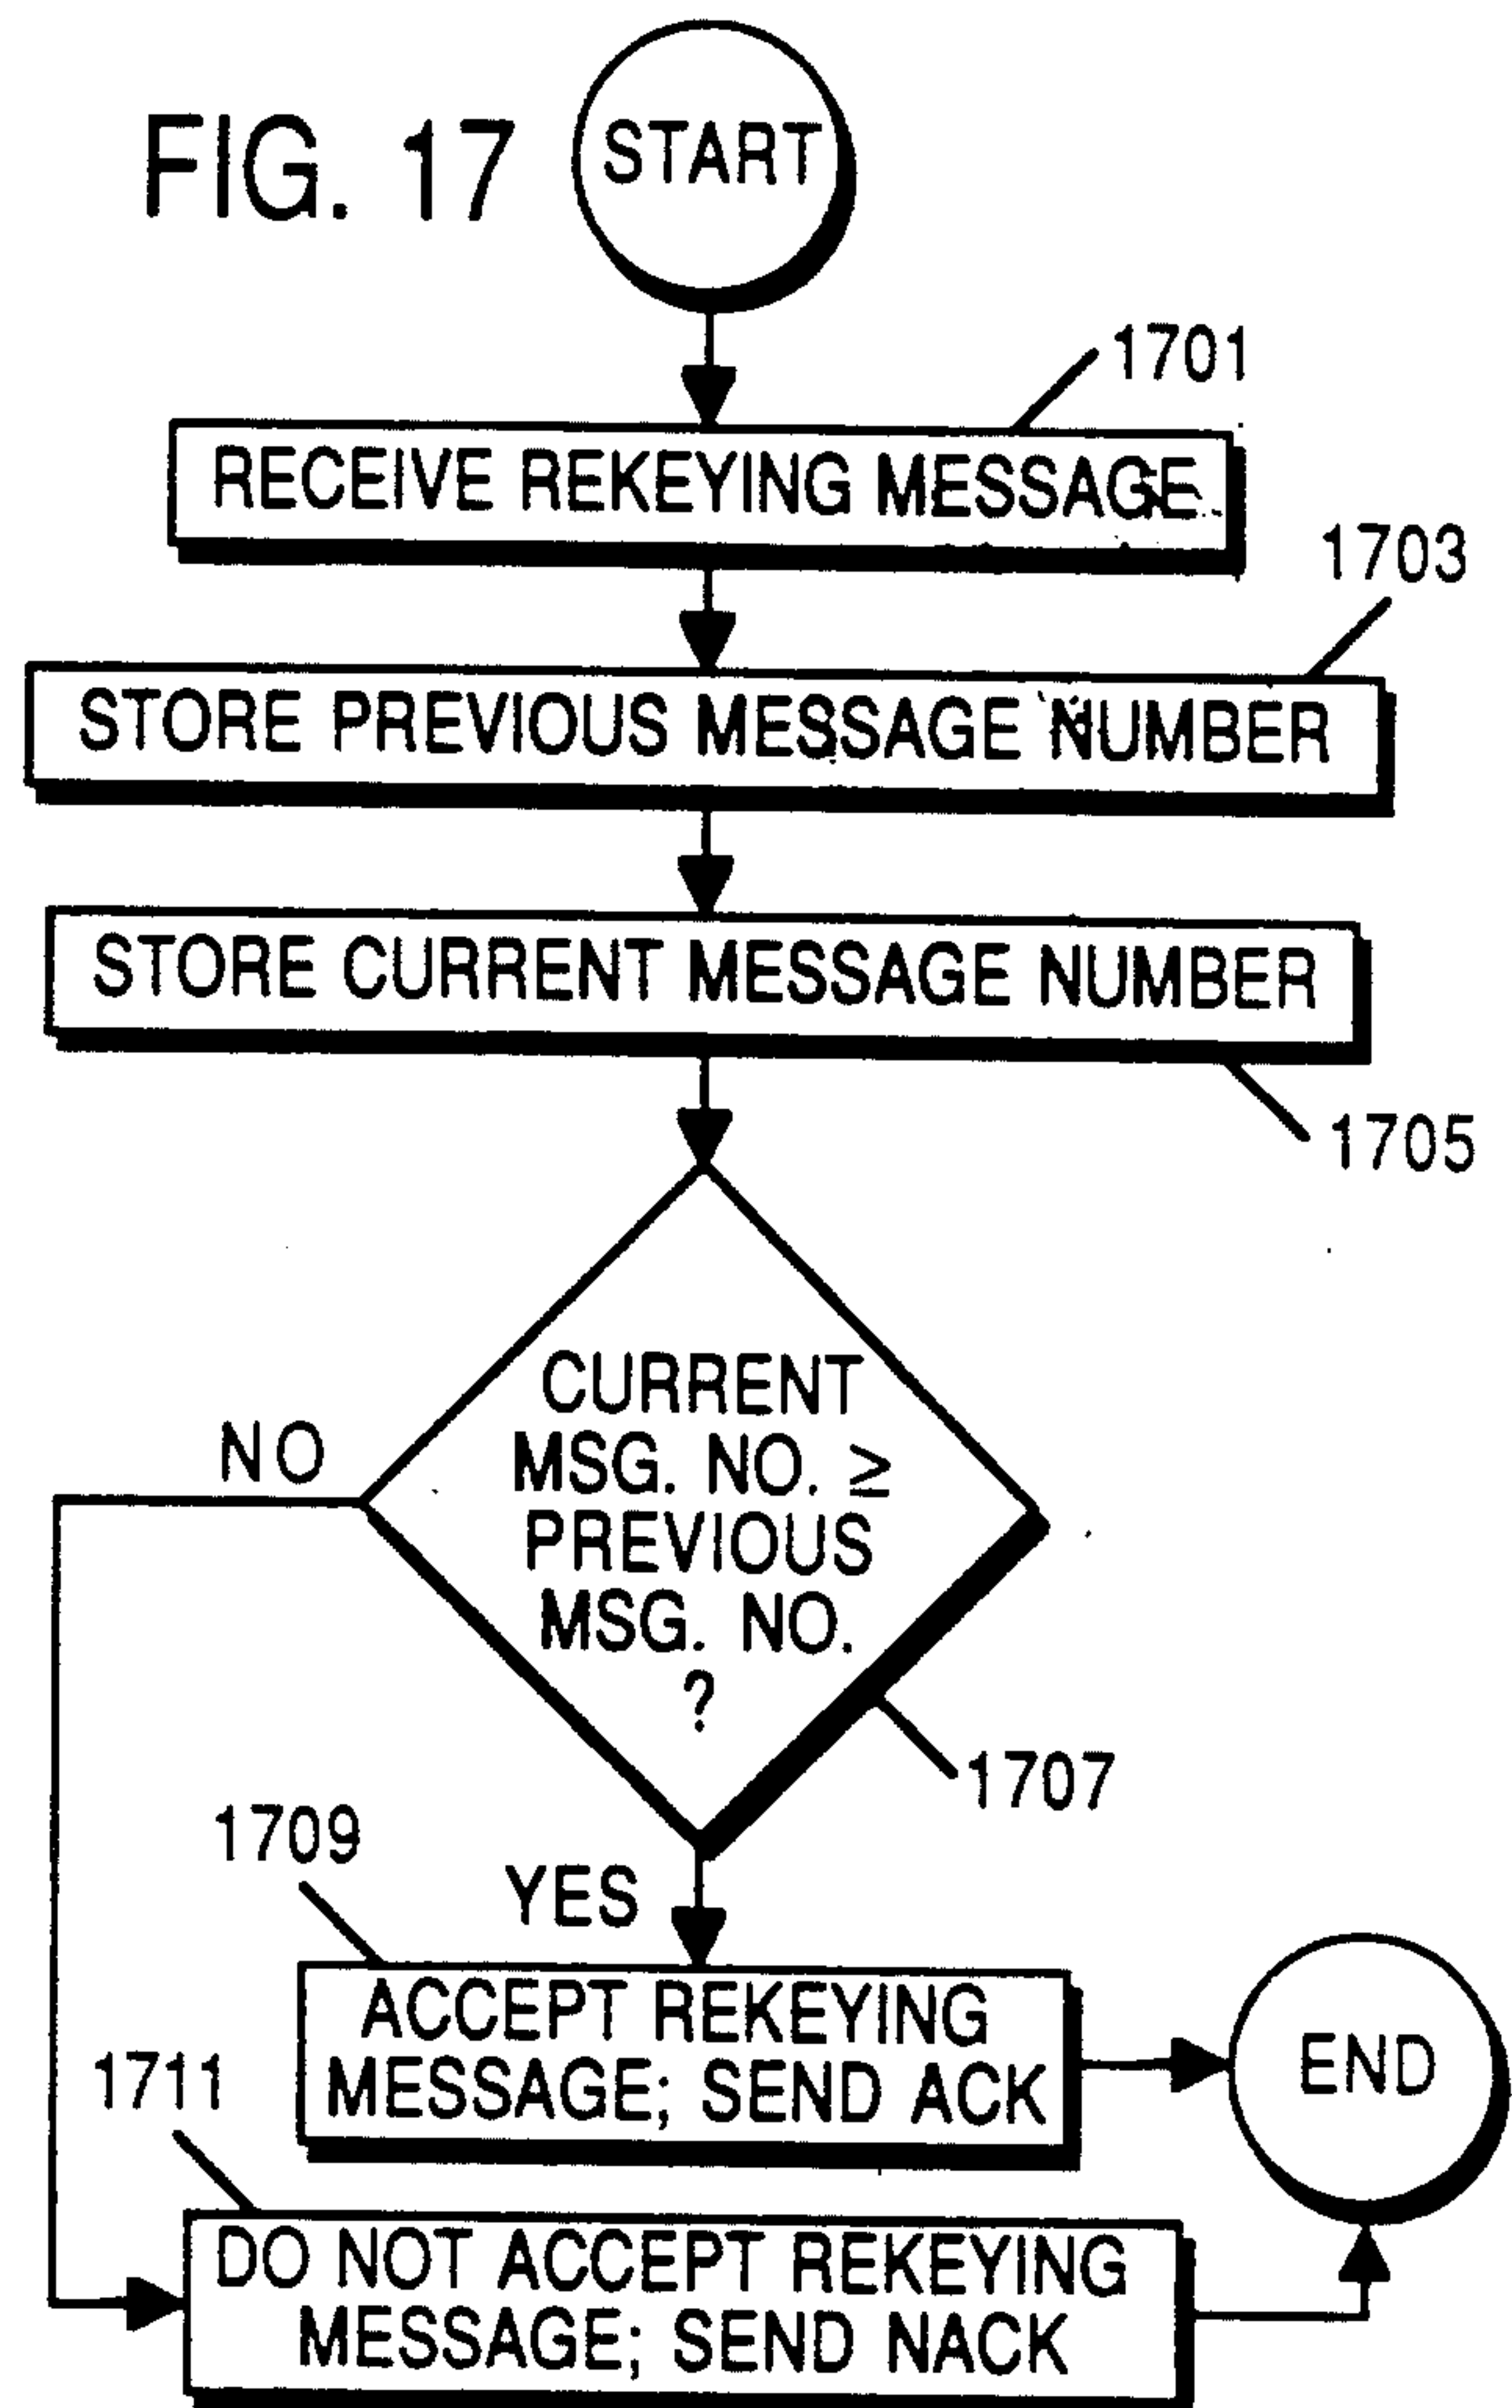 FIG. 17
START
1701
RECEIVE REKEYING MESSAGE
1703
STORE PREVIOUS MESSAGE NUMBER
STORE CURRENT MESSAGE NUMBER
1705
CURRENT
MSG. NO. ≥
PREVIOUS
MSG. NO.
?
NO
1707
1709
YES
ACCEPT REKEYING
MESSAGE; SEND ACK
END
1711
DO NOT ACCEPT REKEYING
MESSAGE; SEND NACK